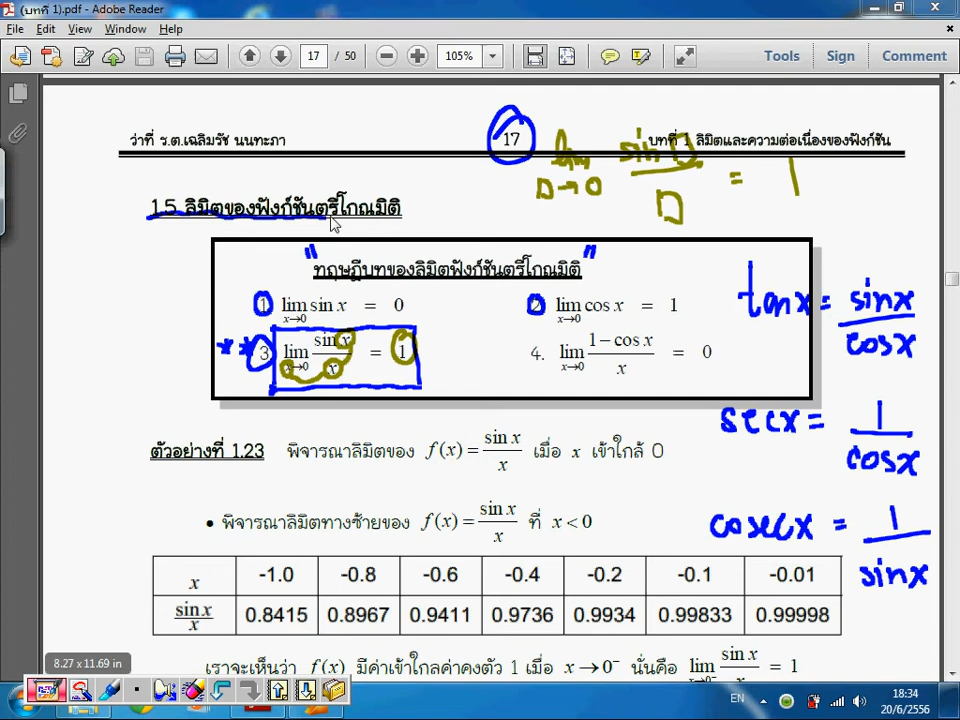 (บทที่ 1).pdf - Adobe Reader
File Edit View Window Help
17 / 50 105% Tools Sign Comment
ว่าที่ ร.ต.เฉลิมรัช นนทะภา 17 บทที่ 1 ลิมิตและความต่อเนื่องของฟังก์ชัน
lim □→0 sin □ / □ = 1
1.5 ลิมิตของฟังก์ชันตรีโกณมิติ
" ทฤษฎีบทของลิมิตฟังก์ชันตรีโกณมิติ "
1. lim x→0 sin x = 0 2. lim x→0 cos x = 1
tanx = sinx / cosx
** 3. lim x→0 sin x / x = 1 4. lim x→0 1 − cos x / x = 0
secx = 1 / cosx
ตัวอย่างที่ 1.23 พิจารณาลิมิตของ f(x) = sin x / x เมื่อ x เข้าใกล้ 0
• พิจารณาลิมิตทางซ้ายของ f(x) = sin x / x ที่ x < 0
cosecx = 1 / sinx
x -1.0 -0.8 -0.6 -0.4 -0.2 -0.1 -0.01
sin x / x 0.8415 0.8967 0.9411 0.9736 0.9934 0.99833 0.99998
เราจะเห็นว่า f(x) มีค่าเข้าใกล้ค่าคงตัว 1 เมื่อ x → 0⁻ นั่นคือ lim x→0⁻ sin x / x = 1
8.27 x 11.69 in
EN 18:34
20/6/2556